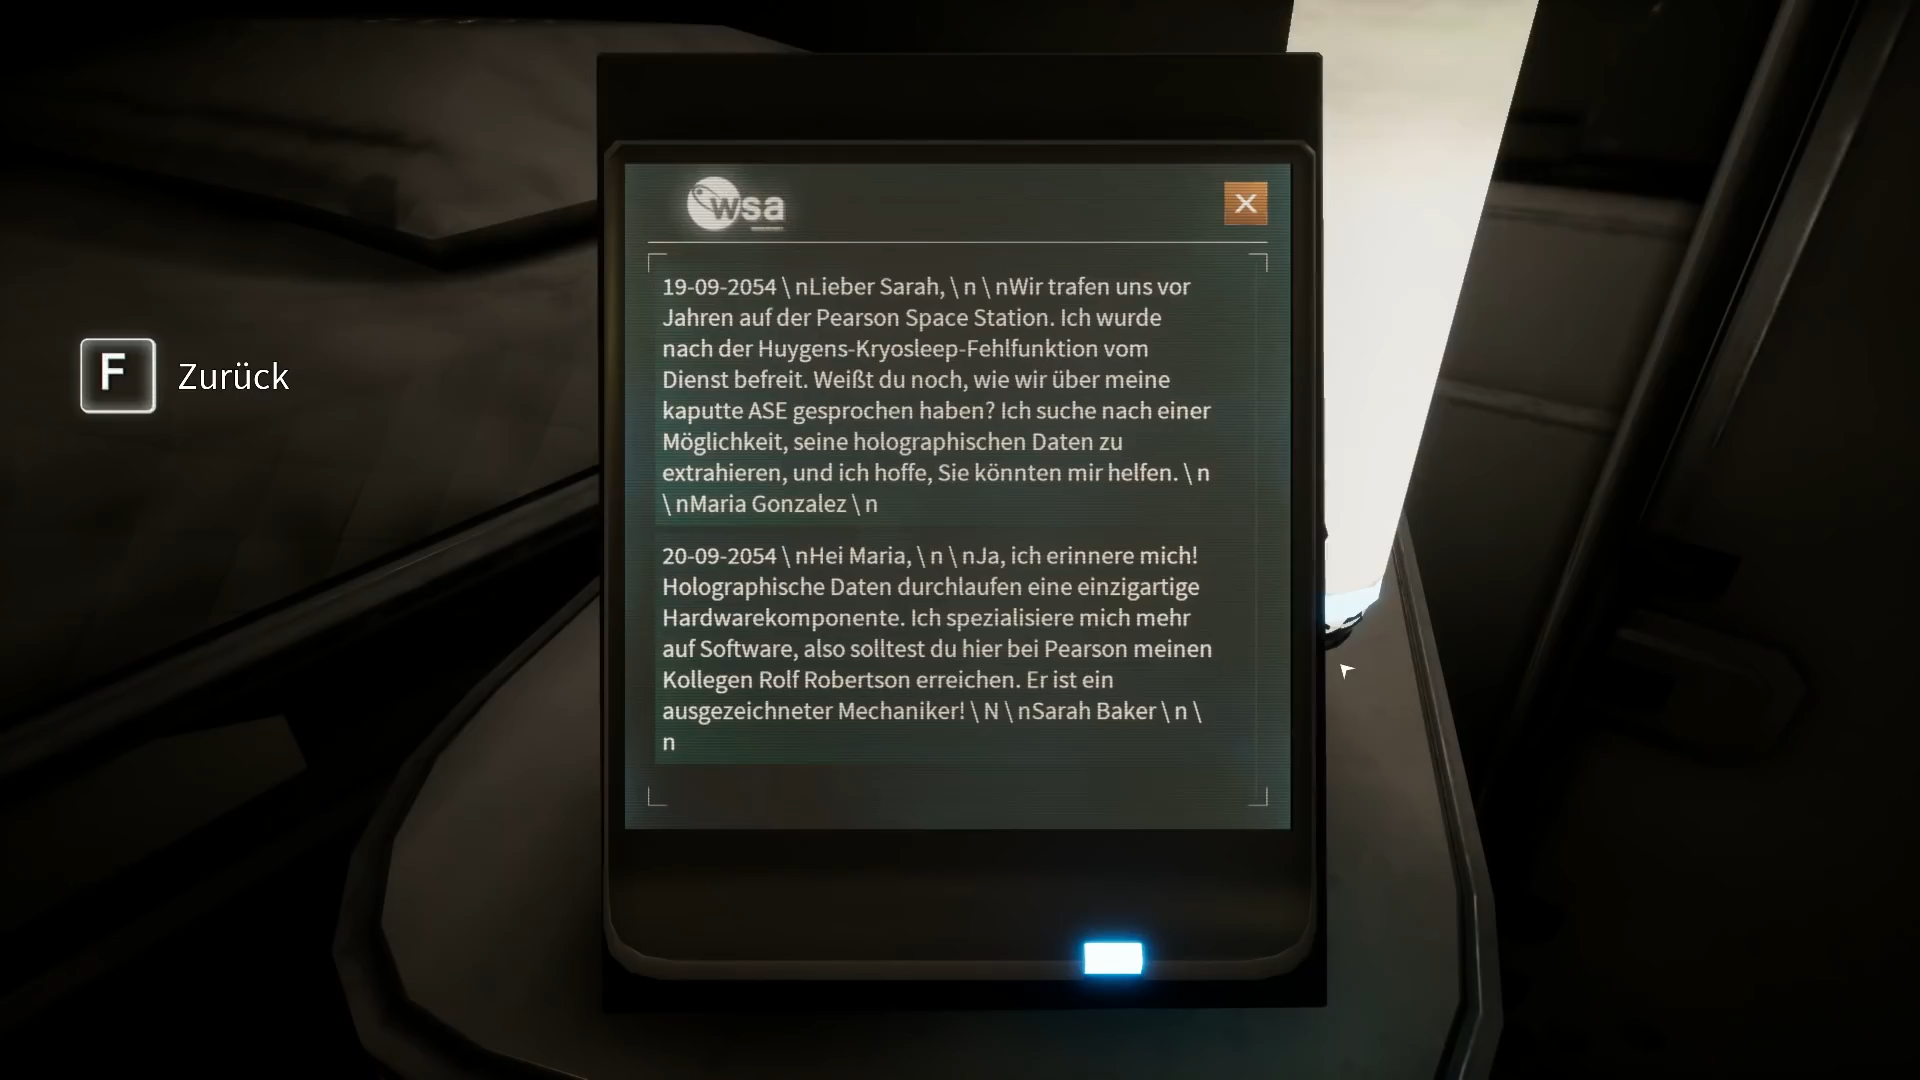 wsa
19-09-2054 \ nLieber Sarah, \ n \ nWir trafen uns vor
Jahren auf der Pearson Space Station. Ich wurde
nach der Huygens-Kryosleep-Fehlfunktion vom
Dienst befreit. Weißt du noch, wie wir über meine
kaputte ASE gesprochen haben? Ich suche nach einer
Möglichkeit, seine holographischen Daten zu
extrahieren, und ich hoffe, Sie könnten mir helfen. \ n
\ nMaria Gonzalez \ n
20-09-2054 \ nHei Maria, \ n \ nJa, ich erinnere mich!
Holographische Daten durchlaufen eine einzigartige
Hardwarekomponente. Ich spezialisiere mich mehr
auf Software, also solltest du hier bei Pearson meinen
Kollegen Rolf Robertson erreichen. Er ist ein
ausgezeichneter Mechaniker! \ N \ nSarah Baker \ n \
n
F Zurück